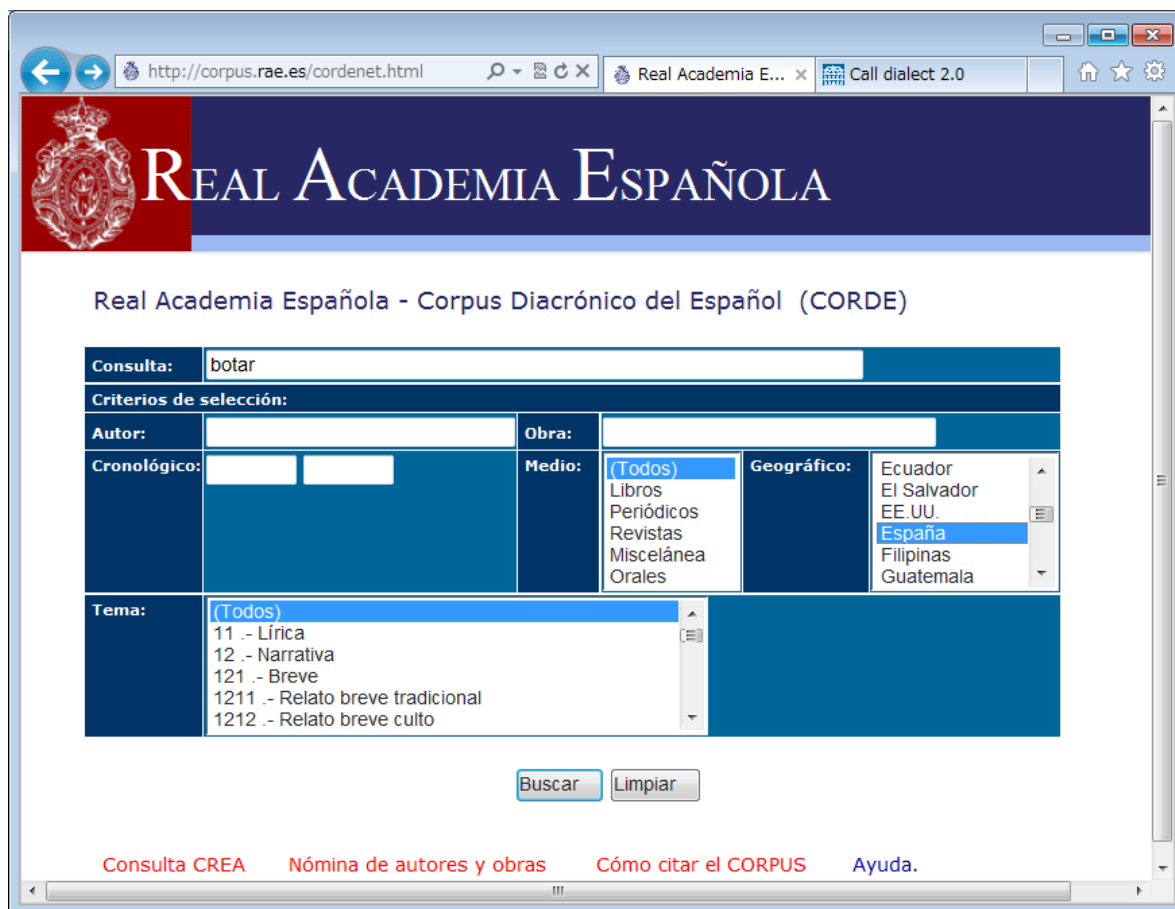 http://corpus.rae.es/cordenet.html
Real Academia E...
Call dialect 2.0
REAL ACADEMIA ESPAÑOLA
Real Academia Española - Corpus Diacrónico del Español (CORDE)
Consulta: botar
Criterios de selección:
Autor: Obra:
Cronológico: Medio: Geográfico:
(Todos)
Libros
Periódicos
Revistas
Miscelánea
Orales
Ecuador
El Salvador
EE.UU.
España
Filipinas
Guatemala
Tema:
(Todos)
11 .- Lírica
12 .- Narrativa
121 .- Breve
1211 .- Relato breve tradicional
1212 .- Relato breve culto
Buscar Limpiar
Consulta CREA Nómina de autores y obras Cómo citar el CORPUS Ayuda.